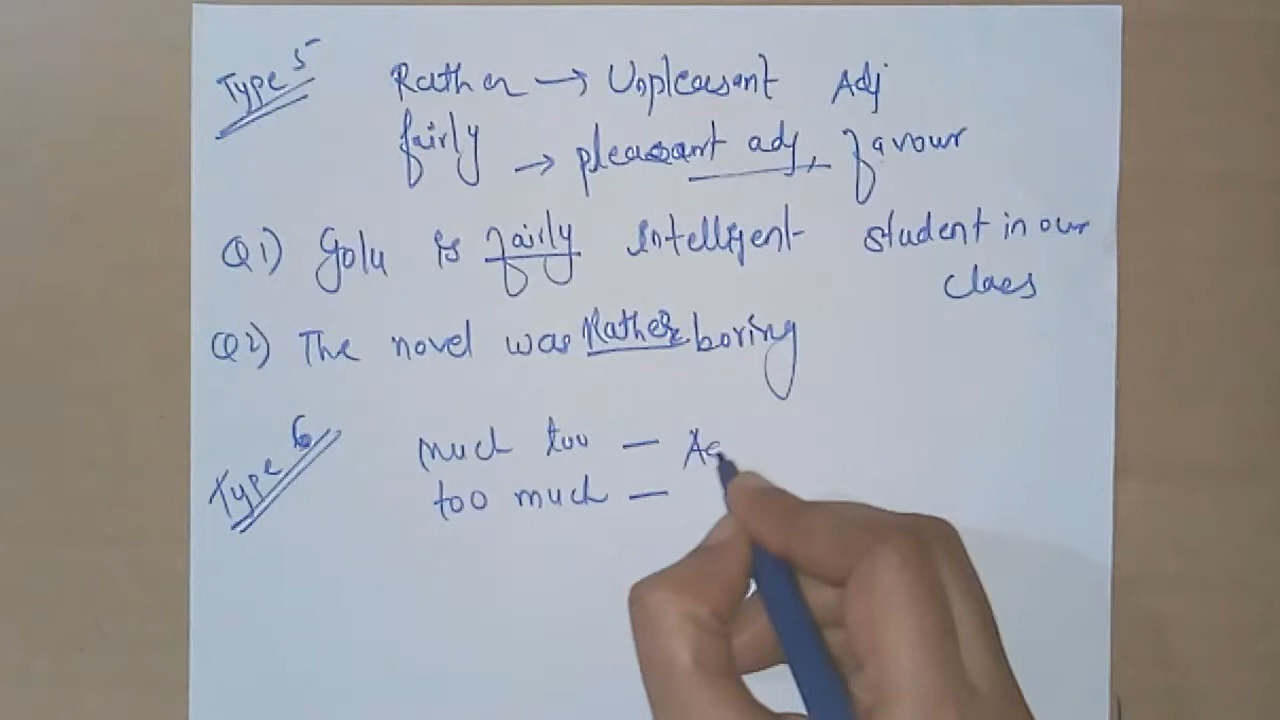 Type 5
Rather → Unpleasant Adj
fairly → pleasant adj, favour
Q1) Golu is fairly intelligent student in our
class
Q2) The novel was Rather boring
Type 6
much too — Ad
too much —